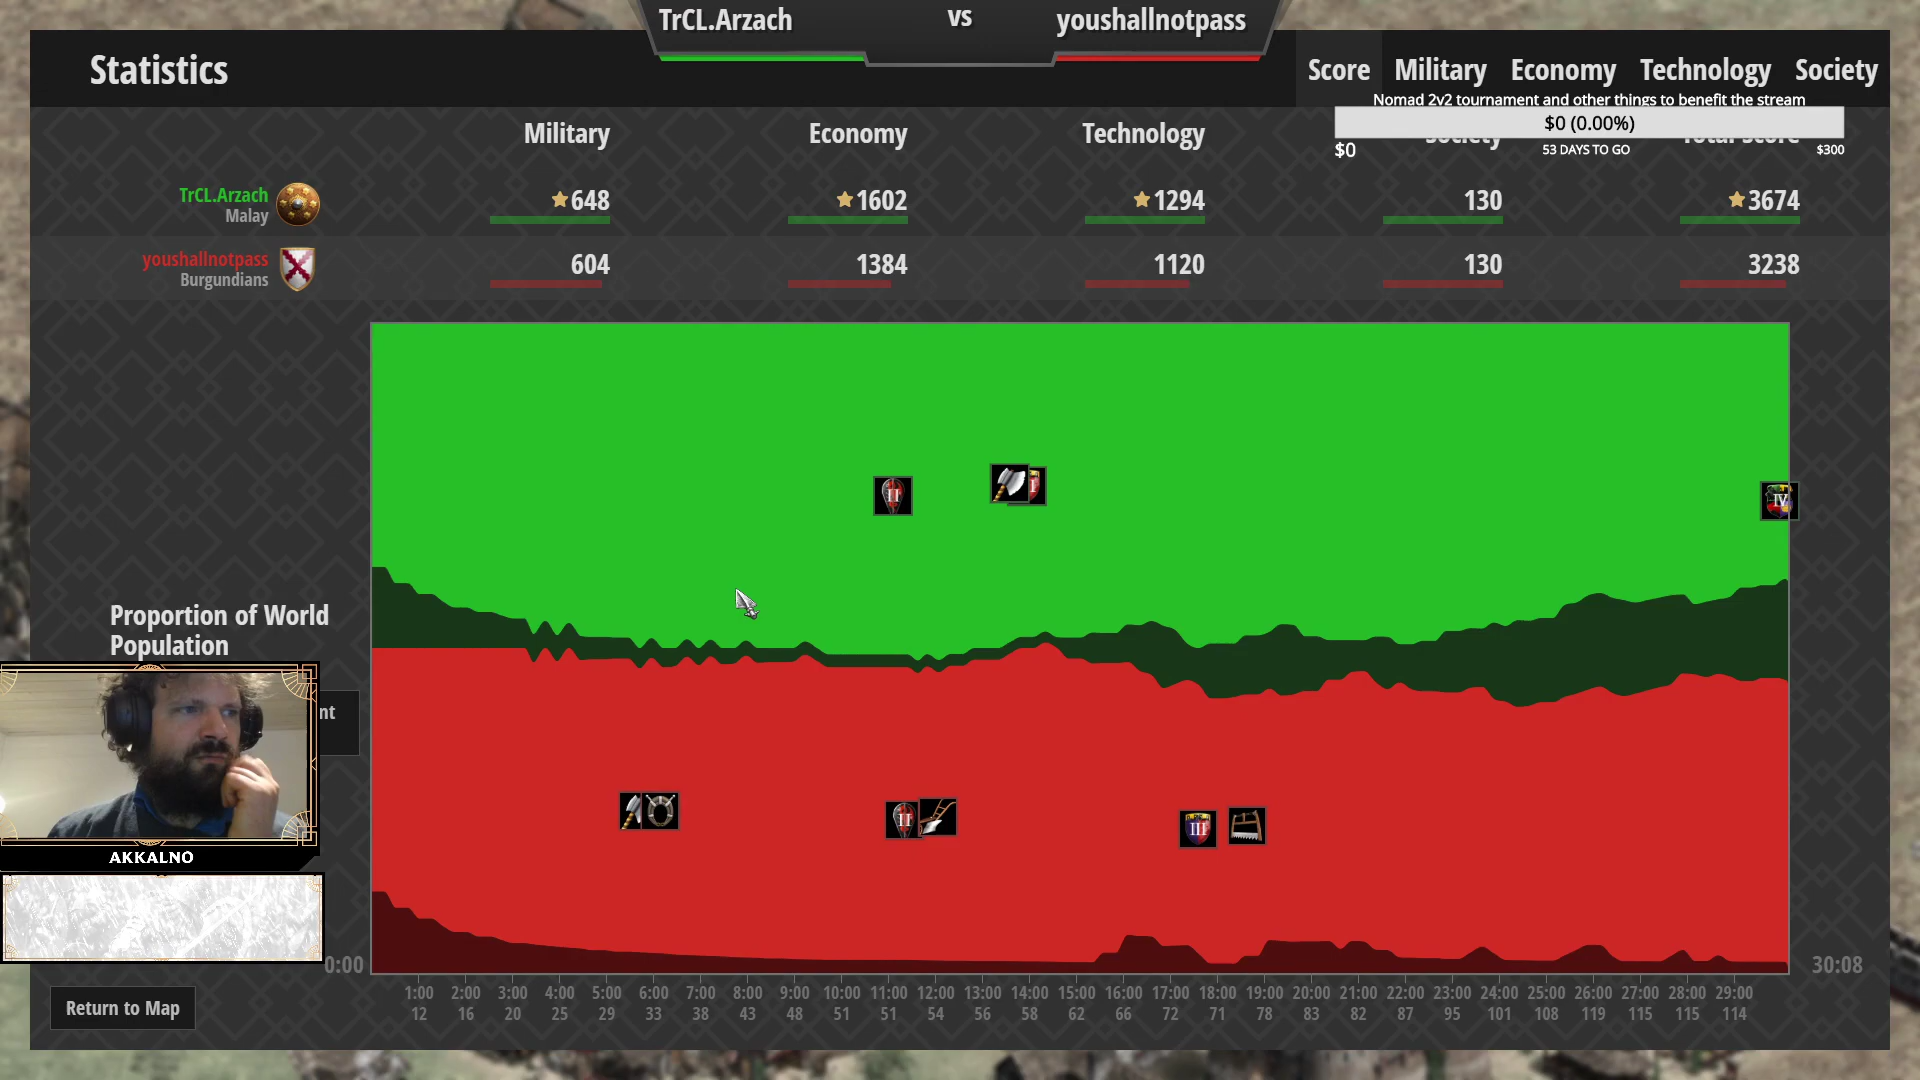 TrCL.Arzach vs youshallnotpass
Statistics
Score Military Economy Technology Society
Nomad 2v2 tournament and other things to benefit the stream
$0 (0.00%)
$0 53 DAYS TO GO $300
Military Economy Technology Society Total Score
TrCL.Arzach
Malay
648 1602 1294 130 3674
youshallnotpass
Burgundians
604 1384 1120 130 3238
II
I
IV
Proportion of World
Population
nt
II
III
AKKALNO
0:00
30:08
1:00 2:00 3:00 4:00 5:00 6:00 7:00 8:00 9:00 10:00 11:00 12:00 13:00 14:00 15:00 16:00 17:00 18:00 19:00 20:00 21:00 22:00 23:00 24:00 25:00 26:00 27:00 28:00 29:00
12 16 20 25 29 33 38 43 48 51 51 54 56 58 62 66 72 71 78 83 82 87 95 101 108 119 115 115 114
Return to Map